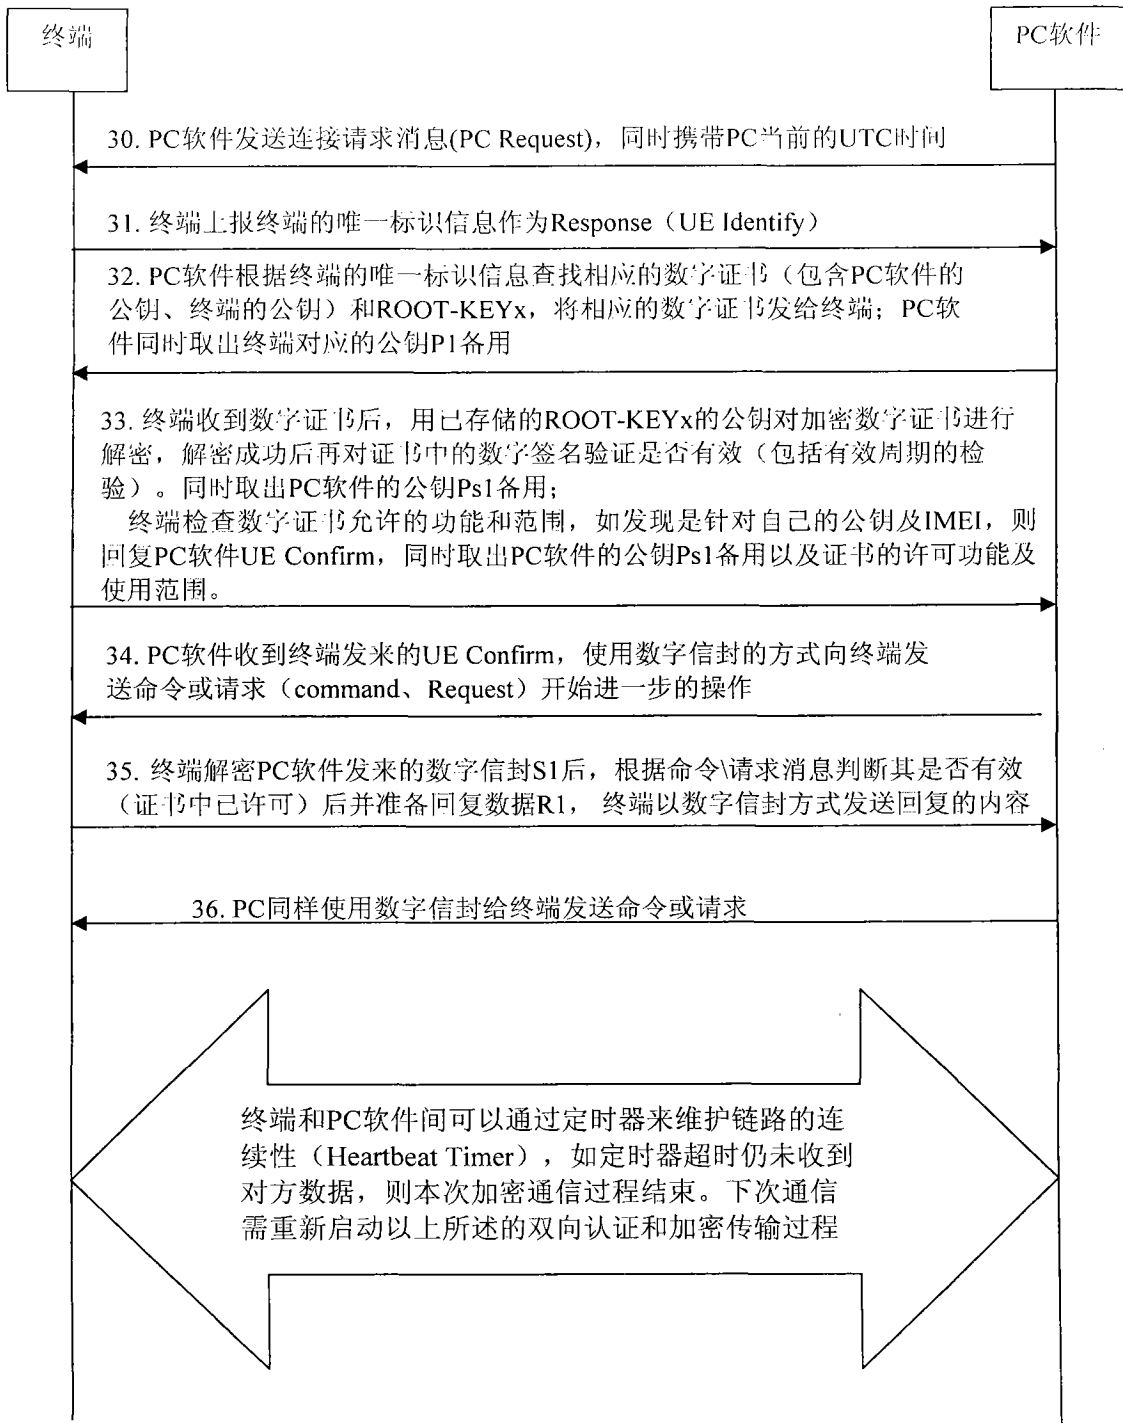 终端
PC软件
30. PC软件发送连接请求消息(PC Request)，同时携带PC当前的UTC时间
31. 终端上报终端的唯一标识信息作为Response（UE Identify）
32. PC软件根据终端的唯一标识信息查找相应的数字证书（包含PC软件的
公钥、终端的公钥）和ROOT-KEYx，将相应的数字证书发给终端；PC软
件同时取出终端对应的公钥P1备用
33. 终端收到数字证书后，用已存储的ROOT-KEYx的公钥对加密数字证书进行
解密，解密成功后再对证书中的数字签名验证是否有效（包括有效周期的检
验）。同时取出PC软件的公钥Ps1备用；
终端检查数字证书允许的功能和范围，如发现是针对自己的公钥及IMEI，则
回复PC软件UE Confirm，同时取出PC软件的公钥Ps1备用以及证书的许可功能及
使用范围。
34. PC软件收到终端发来的UE Confirm，使用数字信封的方式向终端发
送命令或请求（command、Request）开始进一步的操作
35. 终端解密PC软件发来的数字信封S1后，根据命令\请求消息判断其是否有效
（证书中已许可）后并准备回复数据R1， 终端以数字信封方式发送回复的内容
36. PC同样使用数字信封给终端发送命令或请求
终端和PC软件间可以通过定时器来维护链路的连
续性（Heartbeat Timer），如定时器超时仍未收到
对方数据，则本次加密通信过程结束。下次通信
需重新启动以上所述的双向认证和加密传输过程